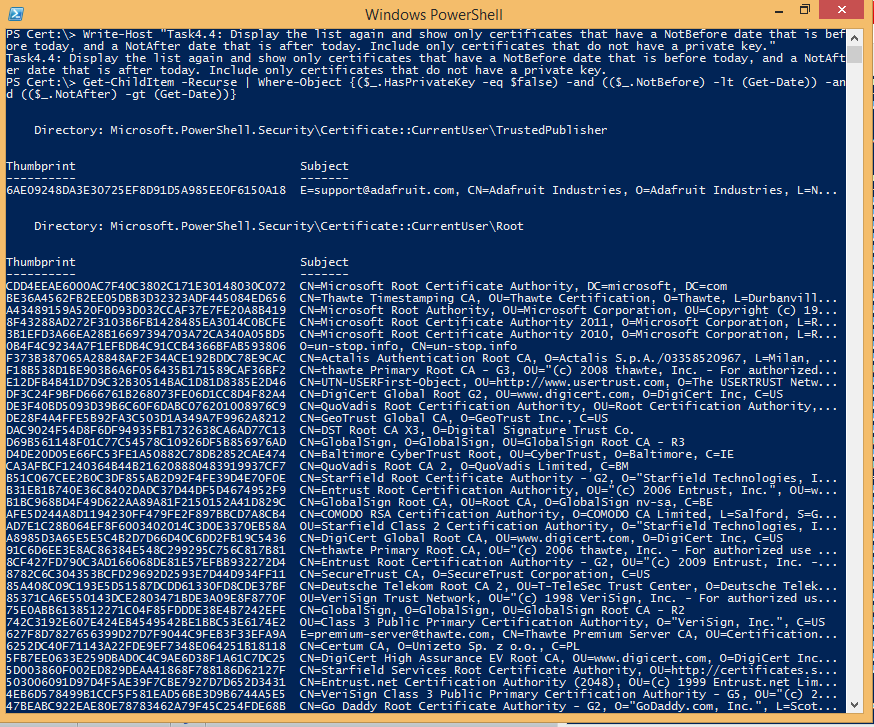 Windows PowerShell
PS Cert:\> Write-Host "Task4.4: Display the list again and show only certificates that have a NotBefore date that is bef
ore today, and a NotAfter date that is after today. Include only certificates that do not have a private key."
Task4.4: Display the list again and show only certificates that have a NotBefore date that is before today, and a NotAft
er date that is after today. Include only certificates that do not have a private key.
PS Cert:\> Get-ChildItem -Recurse | Where-Object {($_.HasPrivateKey -eq $false) -and (($_.NotBefore) -lt (Get-Date)) -an
d (($_.NotAfter) -gt (Get-Date))}
Directory: Microsoft.PowerShell.Security\Certificate::CurrentUser\TrustedPublisher
Thumbprint Subject
---------- -------
6AE09248DA3E30725EF8D91D5A985EE0F6150A18 E=support@adafruit.com, CN=Adafruit Industries, O=Adafruit Industries, L=N...
Directory: Microsoft.PowerShell.Security\Certificate::CurrentUser\Root
Thumbprint Subject
---------- -------
CDD4EEAE6000AC7F40C3802C171E30148030C072 CN=Microsoft Root Certificate Authority, DC=microsoft, DC=com
BE36A4562FB2EE05DBB3D32323ADF445084ED656 CN=Thawte Timestamping CA, OU=Thawte Certification, O=Thawte, L=Durbanvill...
A43489159A520F0D93D032CCAF37E7FE20A8B419 CN=Microsoft Root Authority, OU=Microsoft Corporation, OU=Copyright (c) 19...
8F43288AD272F3103B6FB1428485EA3014C0BCFE CN=Microsoft Root Certificate Authority 2011, O=Microsoft Corporation, L=R...
3B1EFD3A66EA28B16697394703A72CA340A05BD5 CN=Microsoft Root Certificate Authority 2010, O=Microsoft Corporation, L=R...
0B4F4C9234A7F1EFBDB4C91CCB4366BFAB593806 O=un-stop.info, CN=un-stop.info
F373B387065A28848AF2F34ACE192BDDC78E9CAC CN=Actalis Authentication Root CA, O=Actalis S.p.A./03358520967, L=Milan, ...
F18B538D1BE903B6A6F056435B171589CAF36BF2 CN=thawte Primary Root CA - G3, OU="(c) 2008 thawte, Inc. - For authorized...
E12DFB4B41D7D9C32B30514BAC1D81D8385E2D46 CN=UTN-USERFirst-Object, OU=http://www.usertrust.com, O=The USERTRUST Netw...
DF3C24F9BFD666761B268073FE06D1CC8D4F82A4 CN=DigiCert Global Root G2, OU=www.digicert.com, O=DigiCert Inc, C=US
DE3F40BD5093D39B6C60F6DABC076201008976C9 CN=QuoVadis Root Certification Authority, OU=Root Certification Authority,...
DE28F4A4FFE5B92FA3C503D1A349A7F9962A8212 CN=GeoTrust Global CA, O=GeoTrust Inc., C=US
DAC9024F54D8F6DF94935FB1732638CA6AD77C13 CN=DST Root CA X3, O=Digital Signature Trust Co.
D69B561148F01C77C54578C10926DF5B856976AD CN=GlobalSign, O=GlobalSign, OU=GlobalSign Root CA - R3
D4DE20D05E66FC53FE1A50882C78DB2852CAE474 CN=Baltimore CyberTrust Root, OU=CyberTrust, O=Baltimore, C=IE
CA3AFBCF1240364B44B216208880483919937CF7 CN=QuoVadis Root CA 2, O=QuoVadis Limited, C=BM
B51C067CEE2B0C3DF855AB2D92F4FE39D4E70F0E CN=Starfield Root Certificate Authority - G2, O="Starfield Technologies, I...
B31EB1B740E36C8402DADC37D44DF5D4674952F9 CN=Entrust Root Certification Authority, OU="(c) 2006 Entrust, Inc.", OU=w...
B1BC968BD4F49D622AA89A81F2150152A41D829C CN=GlobalSign Root CA, OU=Root CA, O=GlobalSign nv-sa, C=BE
AFE5D244A8D1194230FF479FE2F897BBCD7A8CB4 CN=COMODO RSA Certification Authority, O=COMODO CA Limited, L=Salford, S=G...
AD7E1C28B064EF8F6003402014C3D0E3370EB58A OU=Starfield Class 2 Certification Authority, O="Starfield Technologies, I...
A8985D3A65E5E5C4B2D7D66D40C6DD2FB19C5436 CN=DigiCert Global Root CA, OU=www.digicert.com, O=DigiCert Inc, C=US
91C6D6EE3E8AC86384E548C299295C756C817B81 CN=thawte Primary Root CA, OU="(c) 2006 thawte, Inc. - For authorized use ...
8CF427FD790C3AD166068DE81E57EFBB932272D4 CN=Entrust Root Certification Authority - G2, OU="(c) 2009 Entrust, Inc. -...
8782C6C304353BCFD29692D2593E7D44D934FF11 CN=SecureTrust CA, O=SecureTrust Corporation, C=US
85A408C09C193E5D51587DCDD61330FD8CDE37BF CN=Deutsche Telekom Root CA 2, OU=T-TeleSec Trust Center, O=Deutsche Telek...
85371CA6E550143DCE2803471BDE3A09E8F8770F OU=VeriSign Trust Network, OU="(c) 1998 VeriSign, Inc. - For authorized us...
75E0ABB6138512271C04F85FDDDE38E4B7242EFE CN=GlobalSign, O=GlobalSign, OU=GlobalSign Root CA - R2
742C3192E607E424EB4549542BE1BBC53E6174E2 OU=Class 3 Public Primary Certification Authority, O="VeriSign, Inc.", C=US
627F8D7827656399D27D7F9044C9FEB3F33EFA9A E=premium-server@thawte.com, CN=Thawte Premium Server CA, OU=Certification...
6252DC40F71143A22FDE9EF7348E064251B18118 CN=Certum CA, O=Unizeto Sp. z o.o., C=PL
5FB7EE0633E259DBAD0C4C9AE6D38F1A61C7DC25 CN=DigiCert High Assurance EV Root CA, OU=www.digicert.com, O=DigiCert Inc...
5D003860F002ED829DEAA41868F788186D62127F CN=Starfield Services Root Certificate Authority, OU=http://certificates.s...
503006091D97D4F5AE39F7CBE7927D7D652D3431 CN=Entrust.net Certification Authority (2048), OU=(c) 1999 Entrust.net Lim...
4EB6D578499B1CCF5F581EAD56BE3D9B6744A5E5 CN=VeriSign Class 3 Public Primary Certification Authority - G5, OU="(c) 2...
47BEABC922EAE80E78783462A79F45C254FDE68B CN=Go Daddy Root Certificate Authority - G2, O="GoDaddy.com, Inc.", L=Scot...